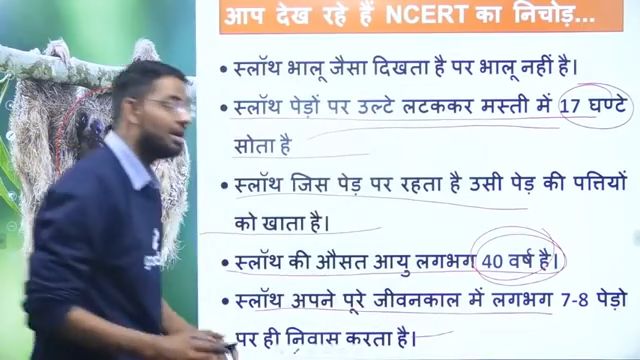 आप देख रहे हैं NCERT का निचोड़...
• स्लॉथ भालू जैसा दिखता है पर भालू नहीं है।
• स्लॉथ पेड़ों पर उल्टे लटककर मस्ती में 17 घण्टे
सोता है
• स्लॉथ जिस पेड़ पर रहता है उसी पेड़ की पत्तियों
को खाता है।
• स्लॉथ की औसत आयु लगभग 40 वर्ष है।
• स्लॉथ अपने पूरे जीवनकाल में लगभग 7-8 पेड़ो
पर ही निवास करता है।